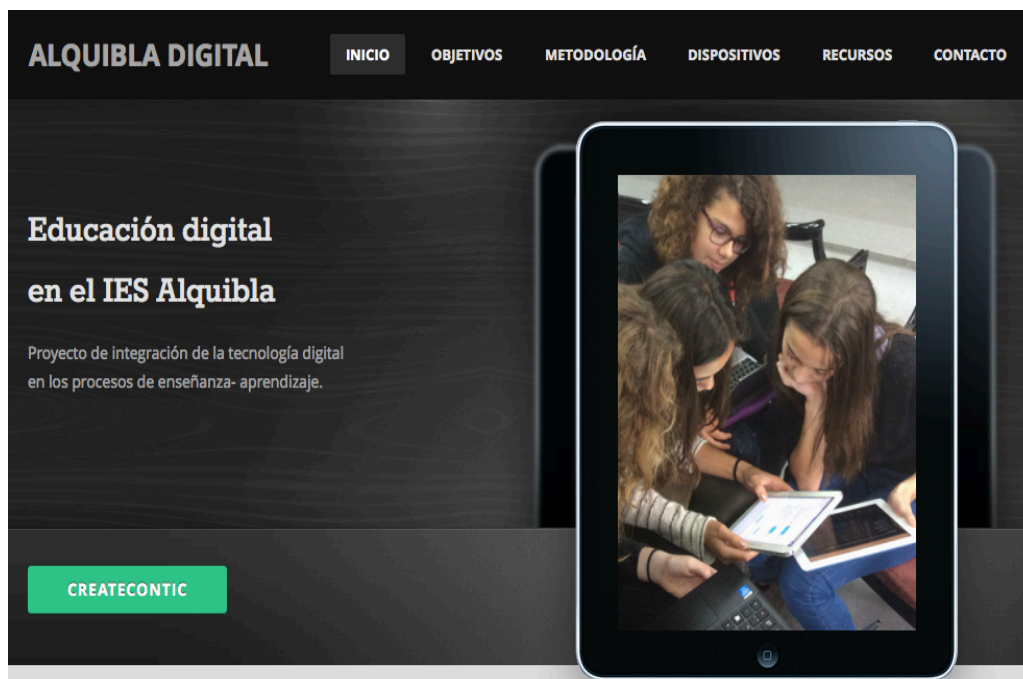 ALQUIBLA DIGITAL
INICIO OBJETIVOS METODOLOGÍA DISPOSITIVOS RECURSOS CONTACTO
Educación digital
en el IES Alquibla
Proyecto de integración de la tecnología digital
en los procesos de enseñanza- aprendizaje.
CREATECONTIC